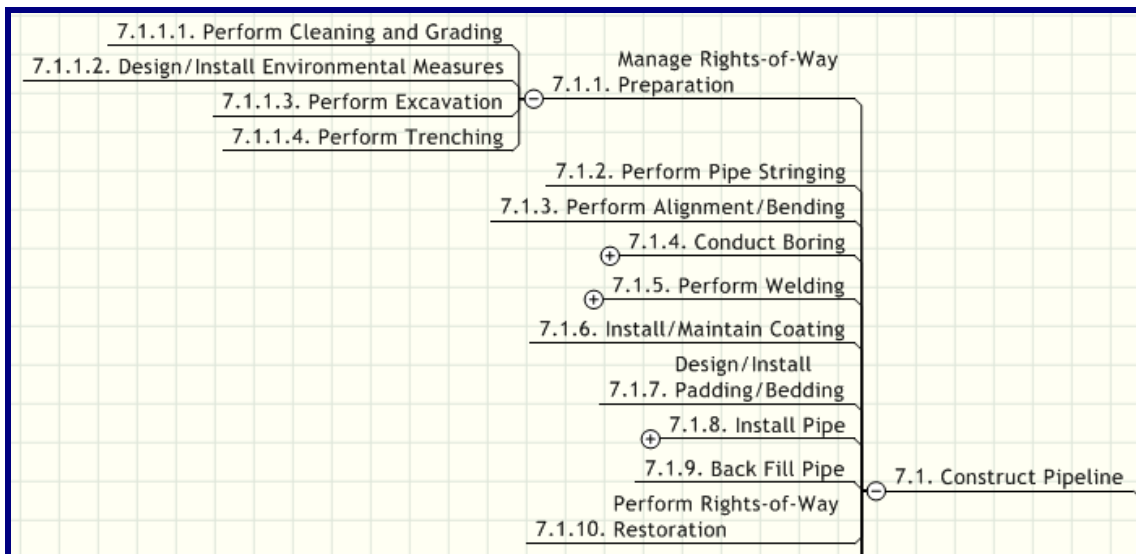 7.1.1.1. Perform Cleaning and Grading
7.1.1.2. Design/Install Environmental Measures
7.1.1.3. Perform Excavation
7.1.1.4. Perform Trenching
Manage Rights-of-Way
7.1.1. Preparation
7.1.2. Perform Pipe Stringing
7.1.3. Perform Alignment/Bending
7.1.4. Conduct Boring
7.1.5. Perform Welding
7.1.6. Install/Maintain Coating
Design/Install
7.1.7. Padding/Bedding
7.1.8. Install Pipe
7.1.9. Back Fill Pipe
7.1. Construct Pipeline
Perform Rights-of-Way
7.1.10. Restoration